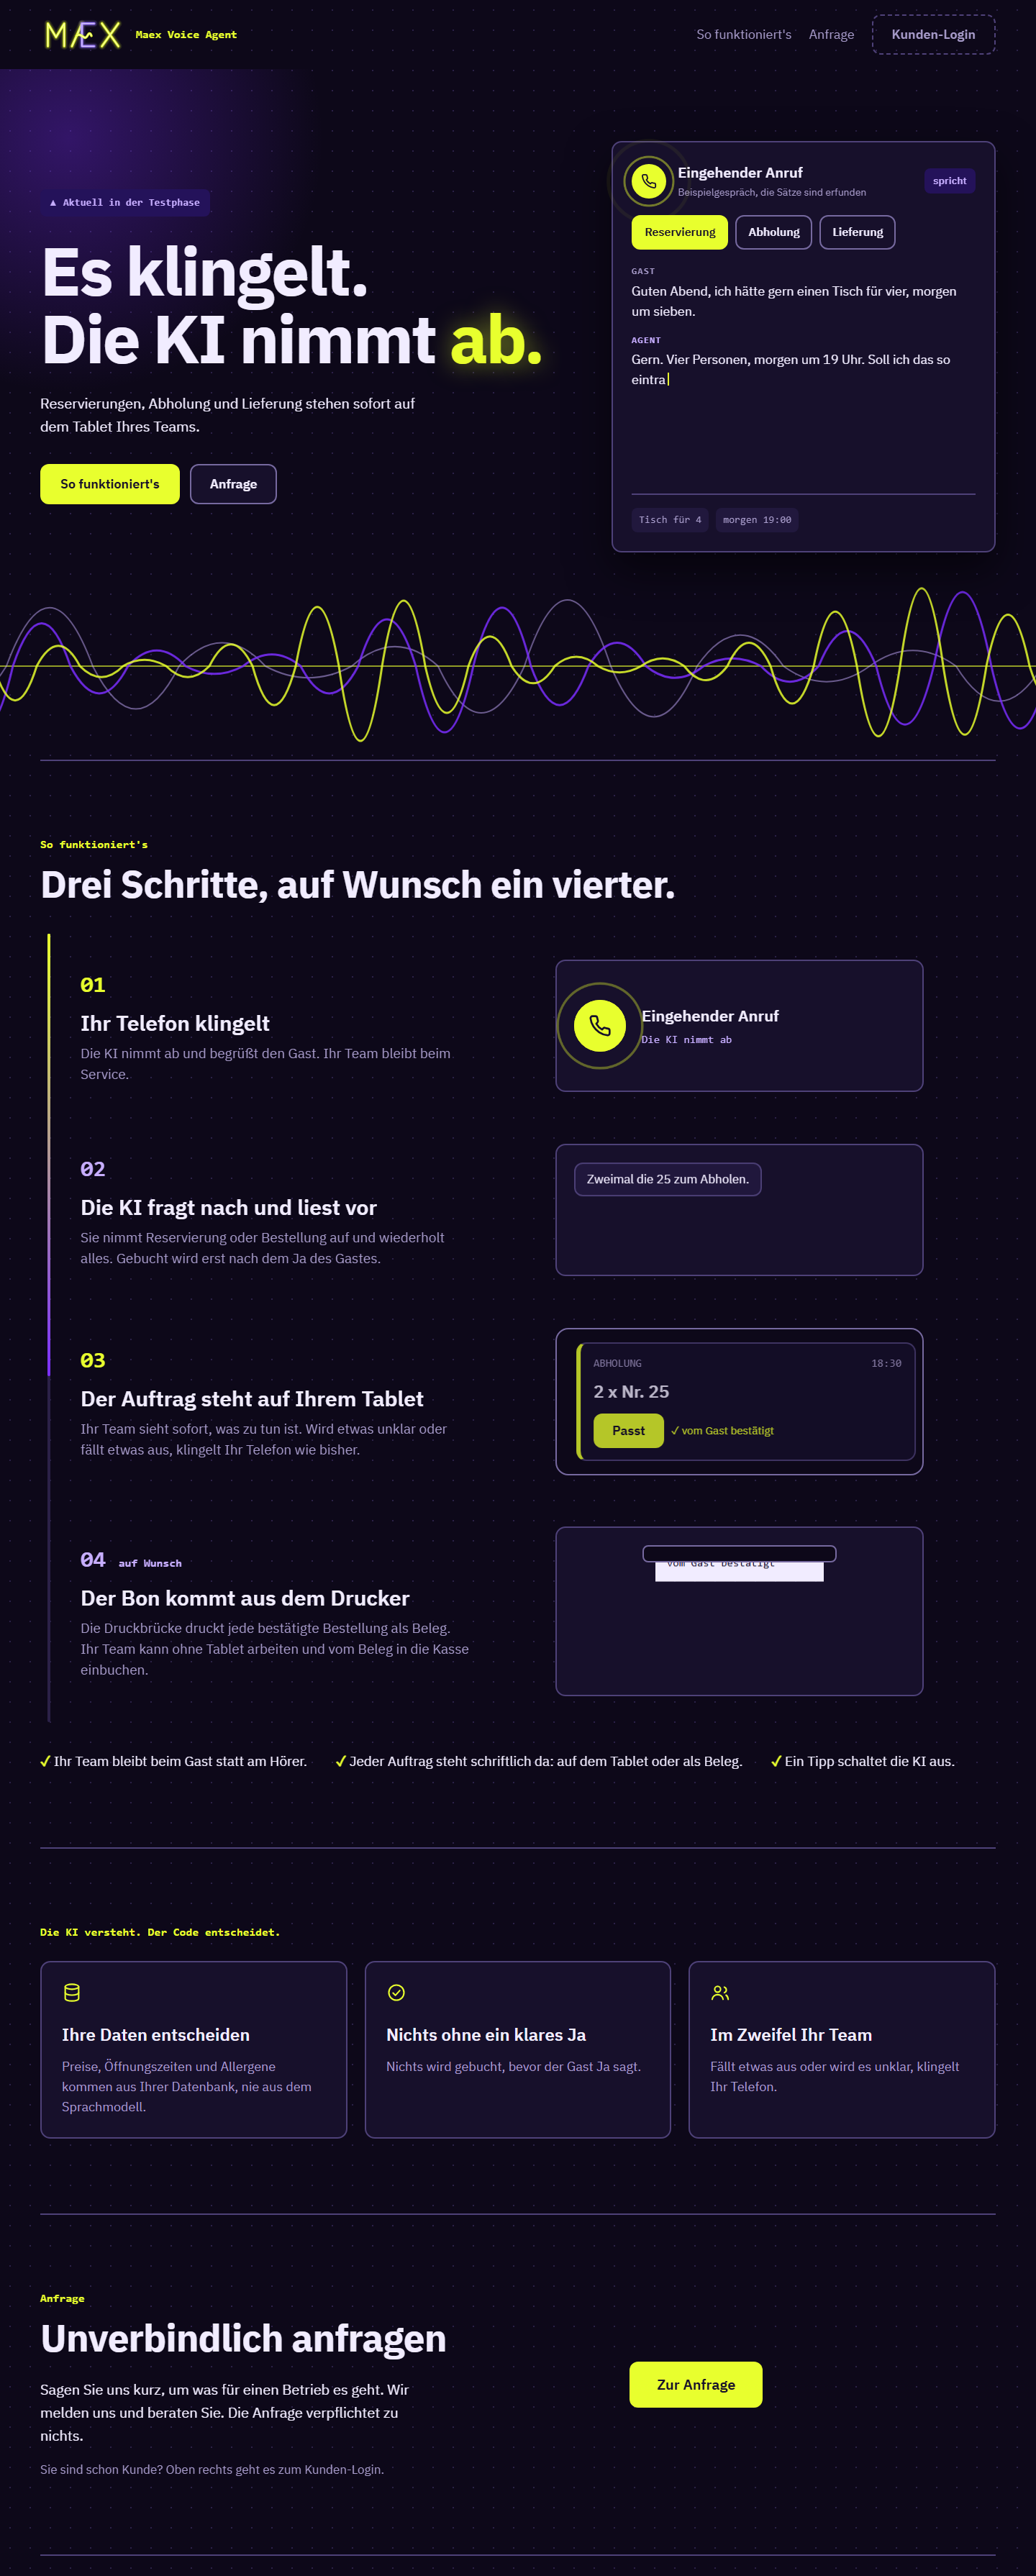 MÆX
Maex Voice Agent
So funktioniert's
Anfrage
Kunden-Login
▲ Aktuell in der Testphase
Es klingelt.
Die KI nimmt ab.
Reservierungen, Abholung und Lieferung stehen sofort auf
dem Tablet Ihres Teams.
So funktioniert's
Anfrage
Eingehender Anruf
Beispielgespräch, die Sätze sind erfunden
spricht
Reservierung
Abholung
Lieferung
GAST
Guten Abend, ich hätte gern einen Tisch für vier, morgen
um sieben.
AGENT
Gern. Vier Personen, morgen um 19 Uhr. Soll ich das so
eintra
Tisch für 4
morgen 19:00
So funktioniert's
Drei Schritte, auf Wunsch ein vierter.
01
Ihr Telefon klingelt
Die KI nimmt ab und begrüßt den Gast. Ihr Team bleibt beim
Service.
Eingehender Anruf
Die KI nimmt ab
02
Die KI fragt nach und liest vor
Sie nimmt Reservierung oder Bestellung auf und wiederholt
alles. Gebucht wird erst nach dem Ja des Gastes.
Zweimal die 25 zum Abholen.
03
Der Auftrag steht auf Ihrem Tablet
Ihr Team sieht sofort, was zu tun ist. Wird etwas unklar oder
fällt etwas aus, klingelt Ihr Telefon wie bisher.
ABHOLUNG
18:30
2 x Nr. 25
Passt
✓ vom Gast bestätigt
04 auf Wunsch
Der Bon kommt aus dem Drucker
Die Druckbrücke druckt jede bestätigte Bestellung als Beleg.
Ihr Team kann ohne Tablet arbeiten und vom Beleg in die Kasse
einbuchen.
vom Gast bestätigt
✓ Ihr Team bleibt beim Gast statt am Hörer.
✓ Jeder Auftrag steht schriftlich da: auf dem Tablet oder als Beleg.
✓ Ein Tipp schaltet die KI aus.
Die KI versteht. Der Code entscheidet.
Ihre Daten entscheiden
Preise, Öffnungszeiten und Allergene
kommen aus Ihrer Datenbank, nie aus dem
Sprachmodell.
Nichts ohne ein klares Ja
Nichts wird gebucht, bevor der Gast Ja sagt.
Im Zweifel Ihr Team
Fällt etwas aus oder wird es unklar, klingelt
Ihr Telefon.
Anfrage
Unverbindlich anfragen
Sagen Sie uns kurz, um was für einen Betrieb es geht. Wir
melden uns und beraten Sie. Die Anfrage verpflichtet zu
nichts.
Sie sind schon Kunde? Oben rechts geht es zum Kunden-Login.
Zur Anfrage